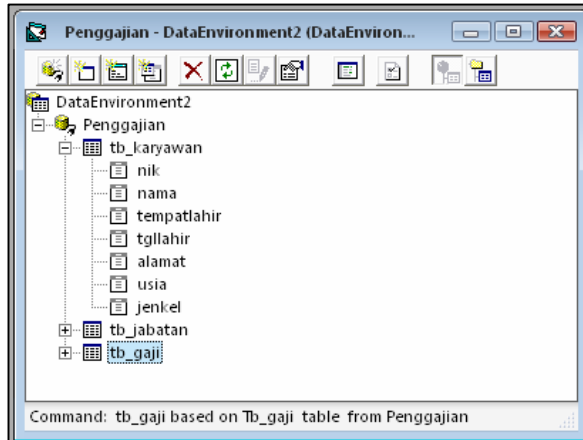 Penggajian - DataEnvironment2 (DataEnviron...
DataEnvironment2
Penggajian
tb_karyawan
nik
nama
tempatlahir
tgllahir
alamat
usia
jenkel
tb_jabatan
tb_gaji
Command: tb_gaji based on Tb_gaji table from Penggajian